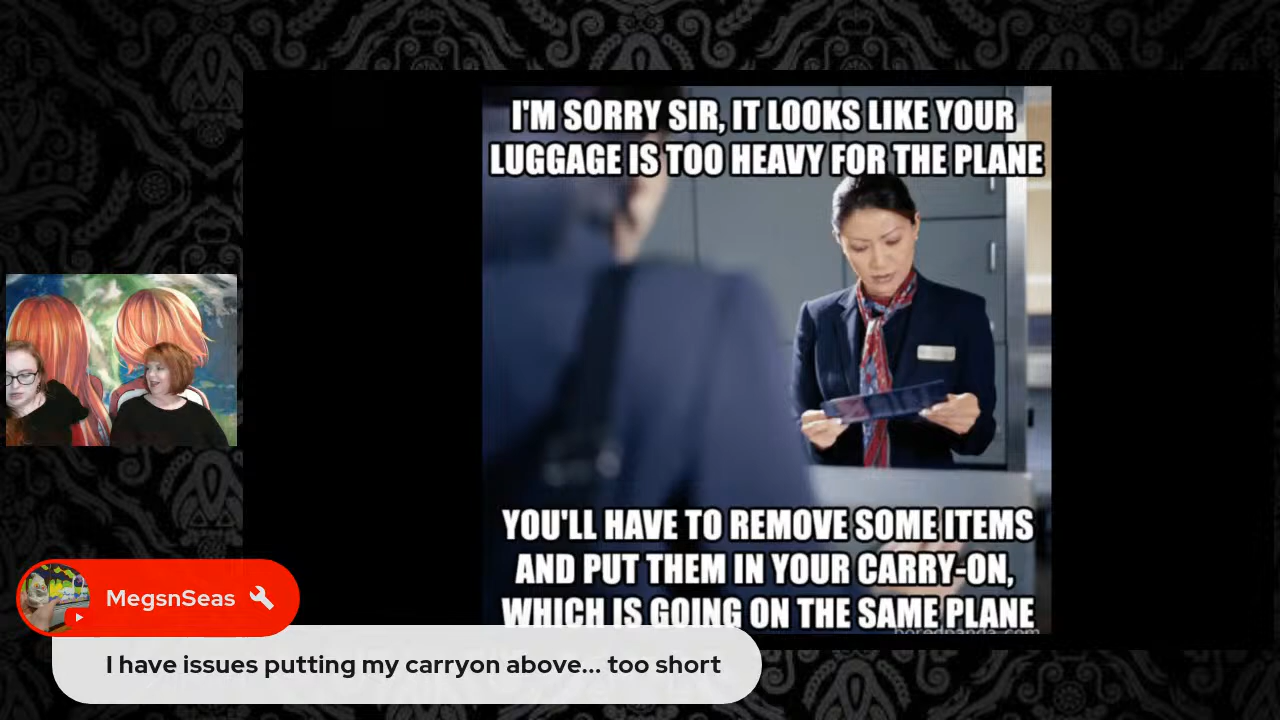 I'M SORRY SIR, IT LOOKS LIKE YOUR
LUGGAGE IS TOO HEAVY FOR THE PLANE
YOU'LL HAVE TO REMOVE SOME ITEMS
AND PUT THEM IN YOUR CARRY-ON,
WHICH IS GOING ON THE SAME PLANE
boredpanda.com
MegsnSeas
I have issues putting my carryon above... too short